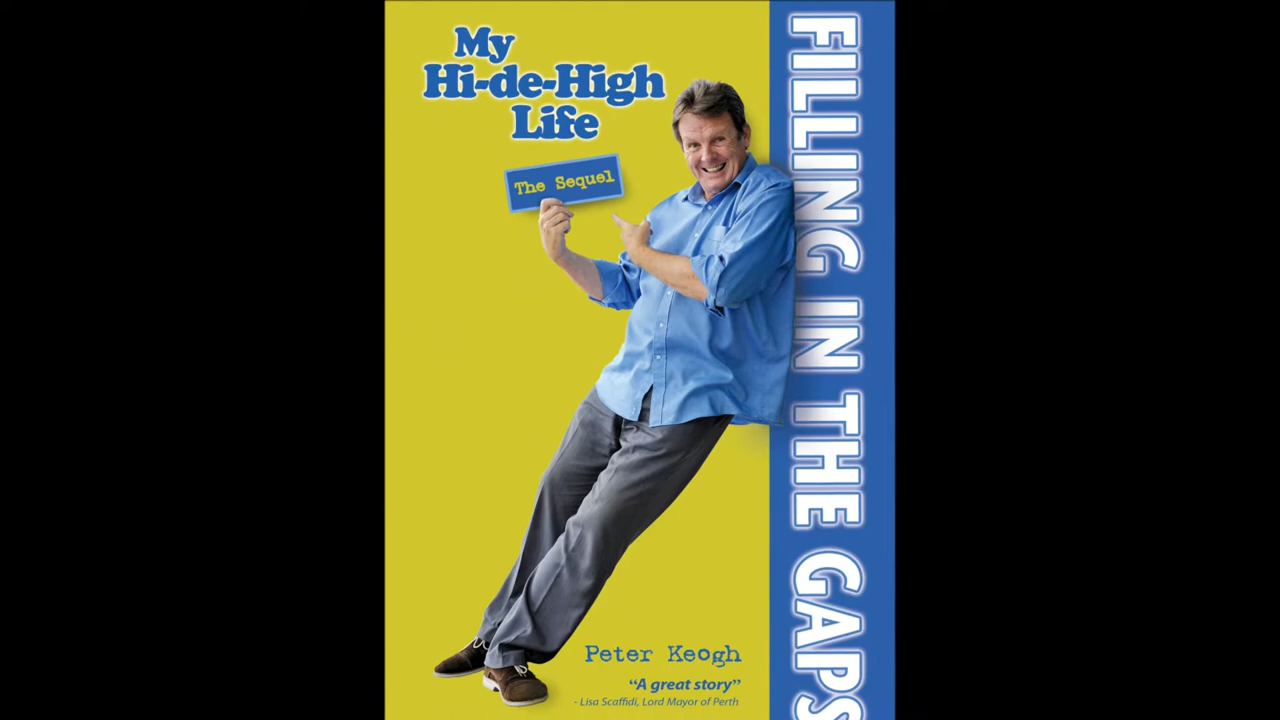 My
Hi-de-High
Life
The Sequel
FILLING IN THE GAPS
Peter Keogh
“A great story”
- Lisa Scaffidi, Lord Mayor of Perth